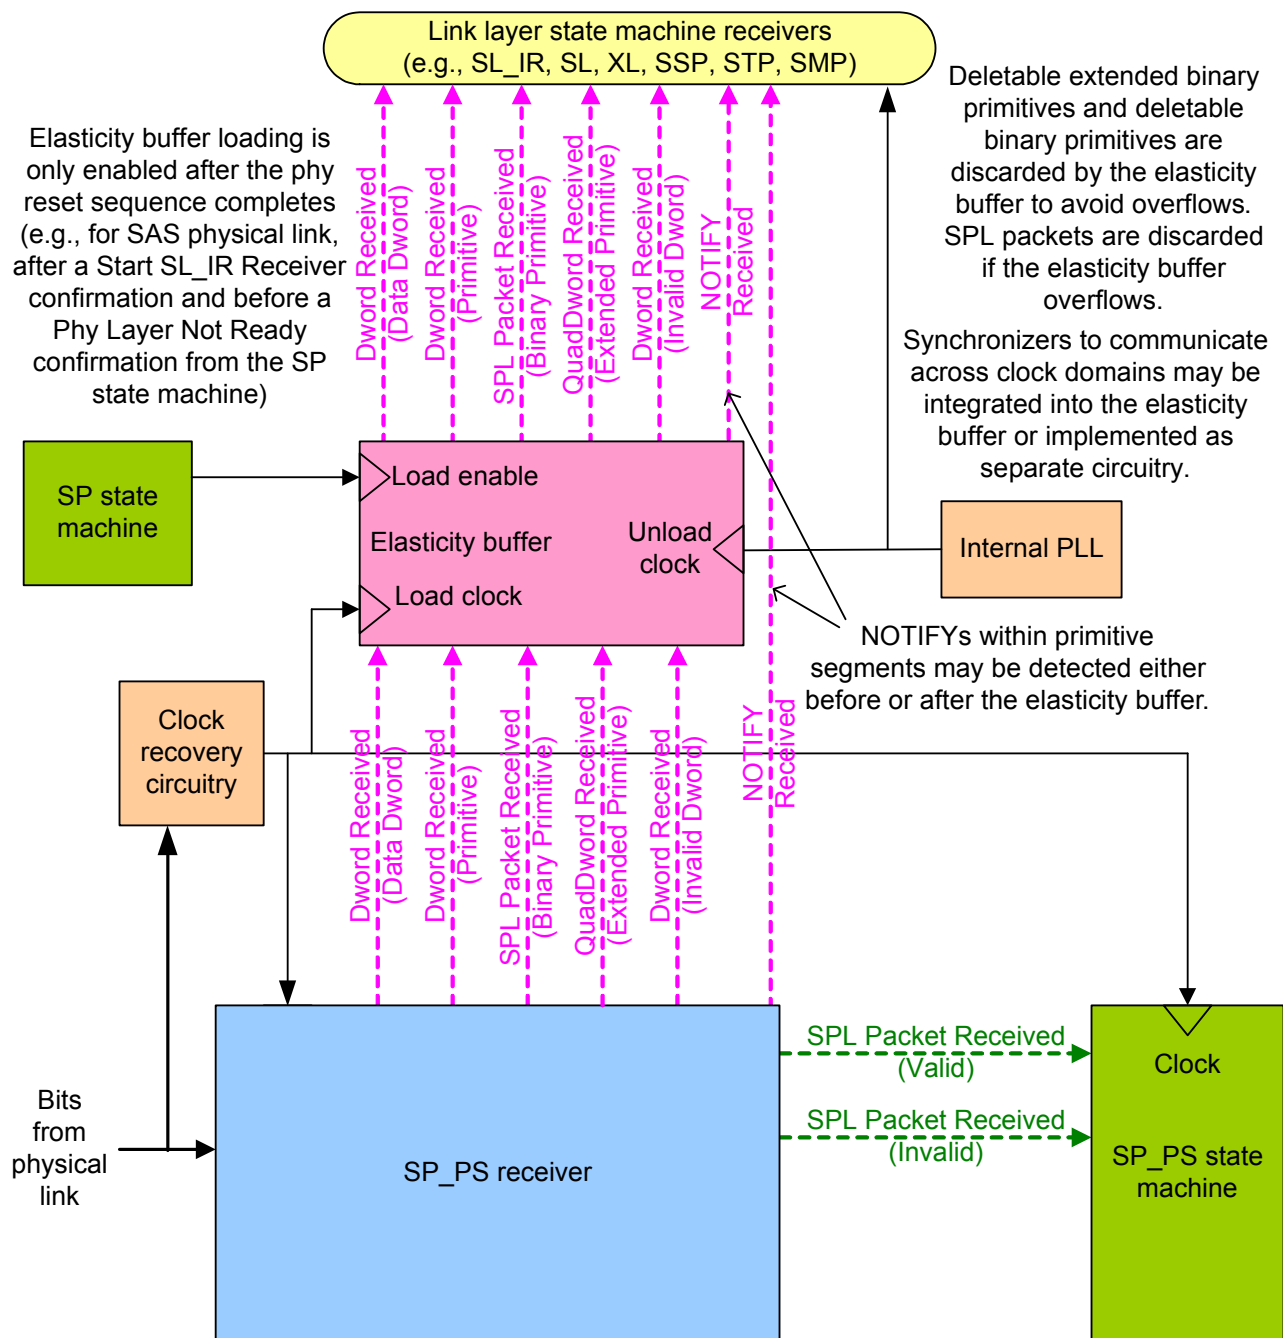 Link layer state machine receivers
(e.g., SL_IR, SL, XL, SSP, STP, SMP)
Elasticity buffer loading is
only enabled after the phy
reset sequence completes
(e.g., for SAS physical link,
after a Start SL_IR Receiver
confirmation and before a
Phy Layer Not Ready
confirmation from the SP
state machine)
Dword Received
(Data Dword)
Dword Received
(Primitive)
SPL Packet Received
(Binary Primitive)
QuadDword Received
(Extended Primitive)
Dword Received
(Invalid Dword)
NOTIFY
Received
Deletable extended binary
primitives and deletable
binary primitives are
discarded by the elasticity
buffer to avoid overflows.
SPL packets are discarded
if the elasticity buffer
overflows.
Synchronizers to communicate
across clock domains may be
integrated into the elasticity
buffer or implemented as
separate circuitry.
SP state
machine
Load enable
Elasticity buffer
Load clock
Unload
clock
Internal PLL
NOTIFYs within primitive
segments may be detected either
before or after the elasticity buffer.
Clock
recovery
circuitry
Dword Received
(Data Dword)
Dword Received
(Primitive)
SPL Packet Received
(Binary Primitive)
QuadDword Received
(Extended Primitive)
Dword Received
(Invalid Dword)
NOTIFY
Received
Bits
from
physical
link
SP_PS receiver
SPL Packet Received
(Valid)
SPL Packet Received
(Invalid)
Clock
SP_PS state
machine